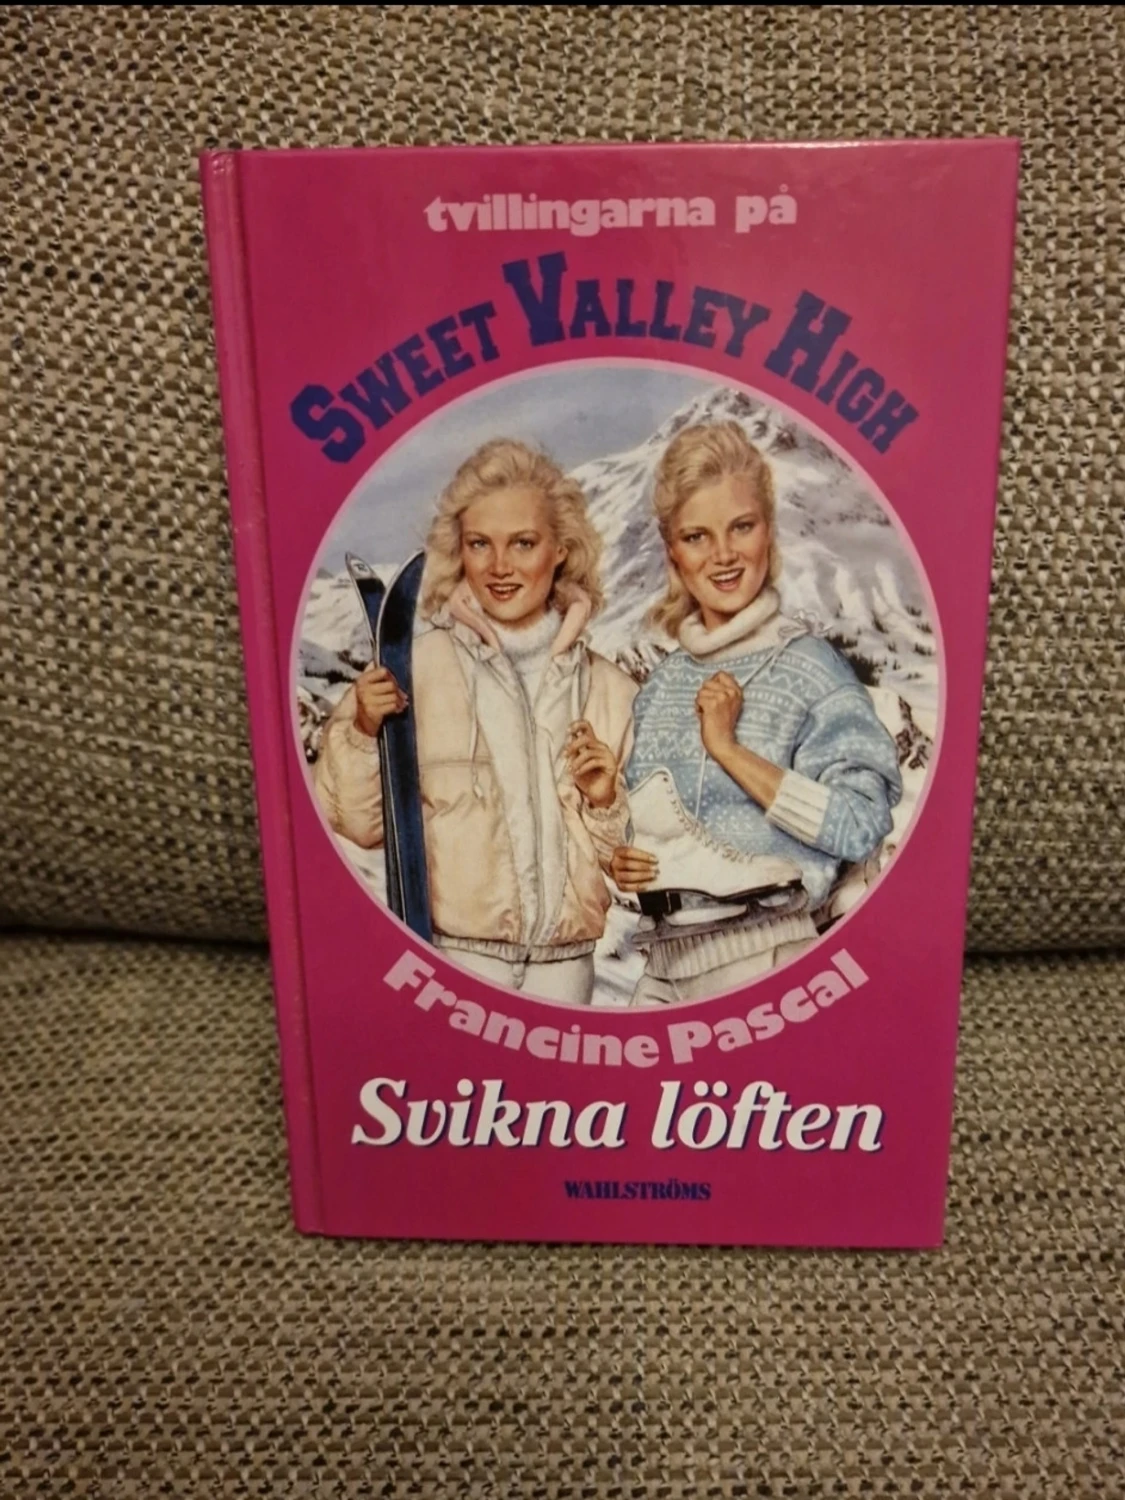 tvillingarna på
SWEET VALLEY HIGH
Francine Pascal
Svikna löften
WAHLSTRÖMS